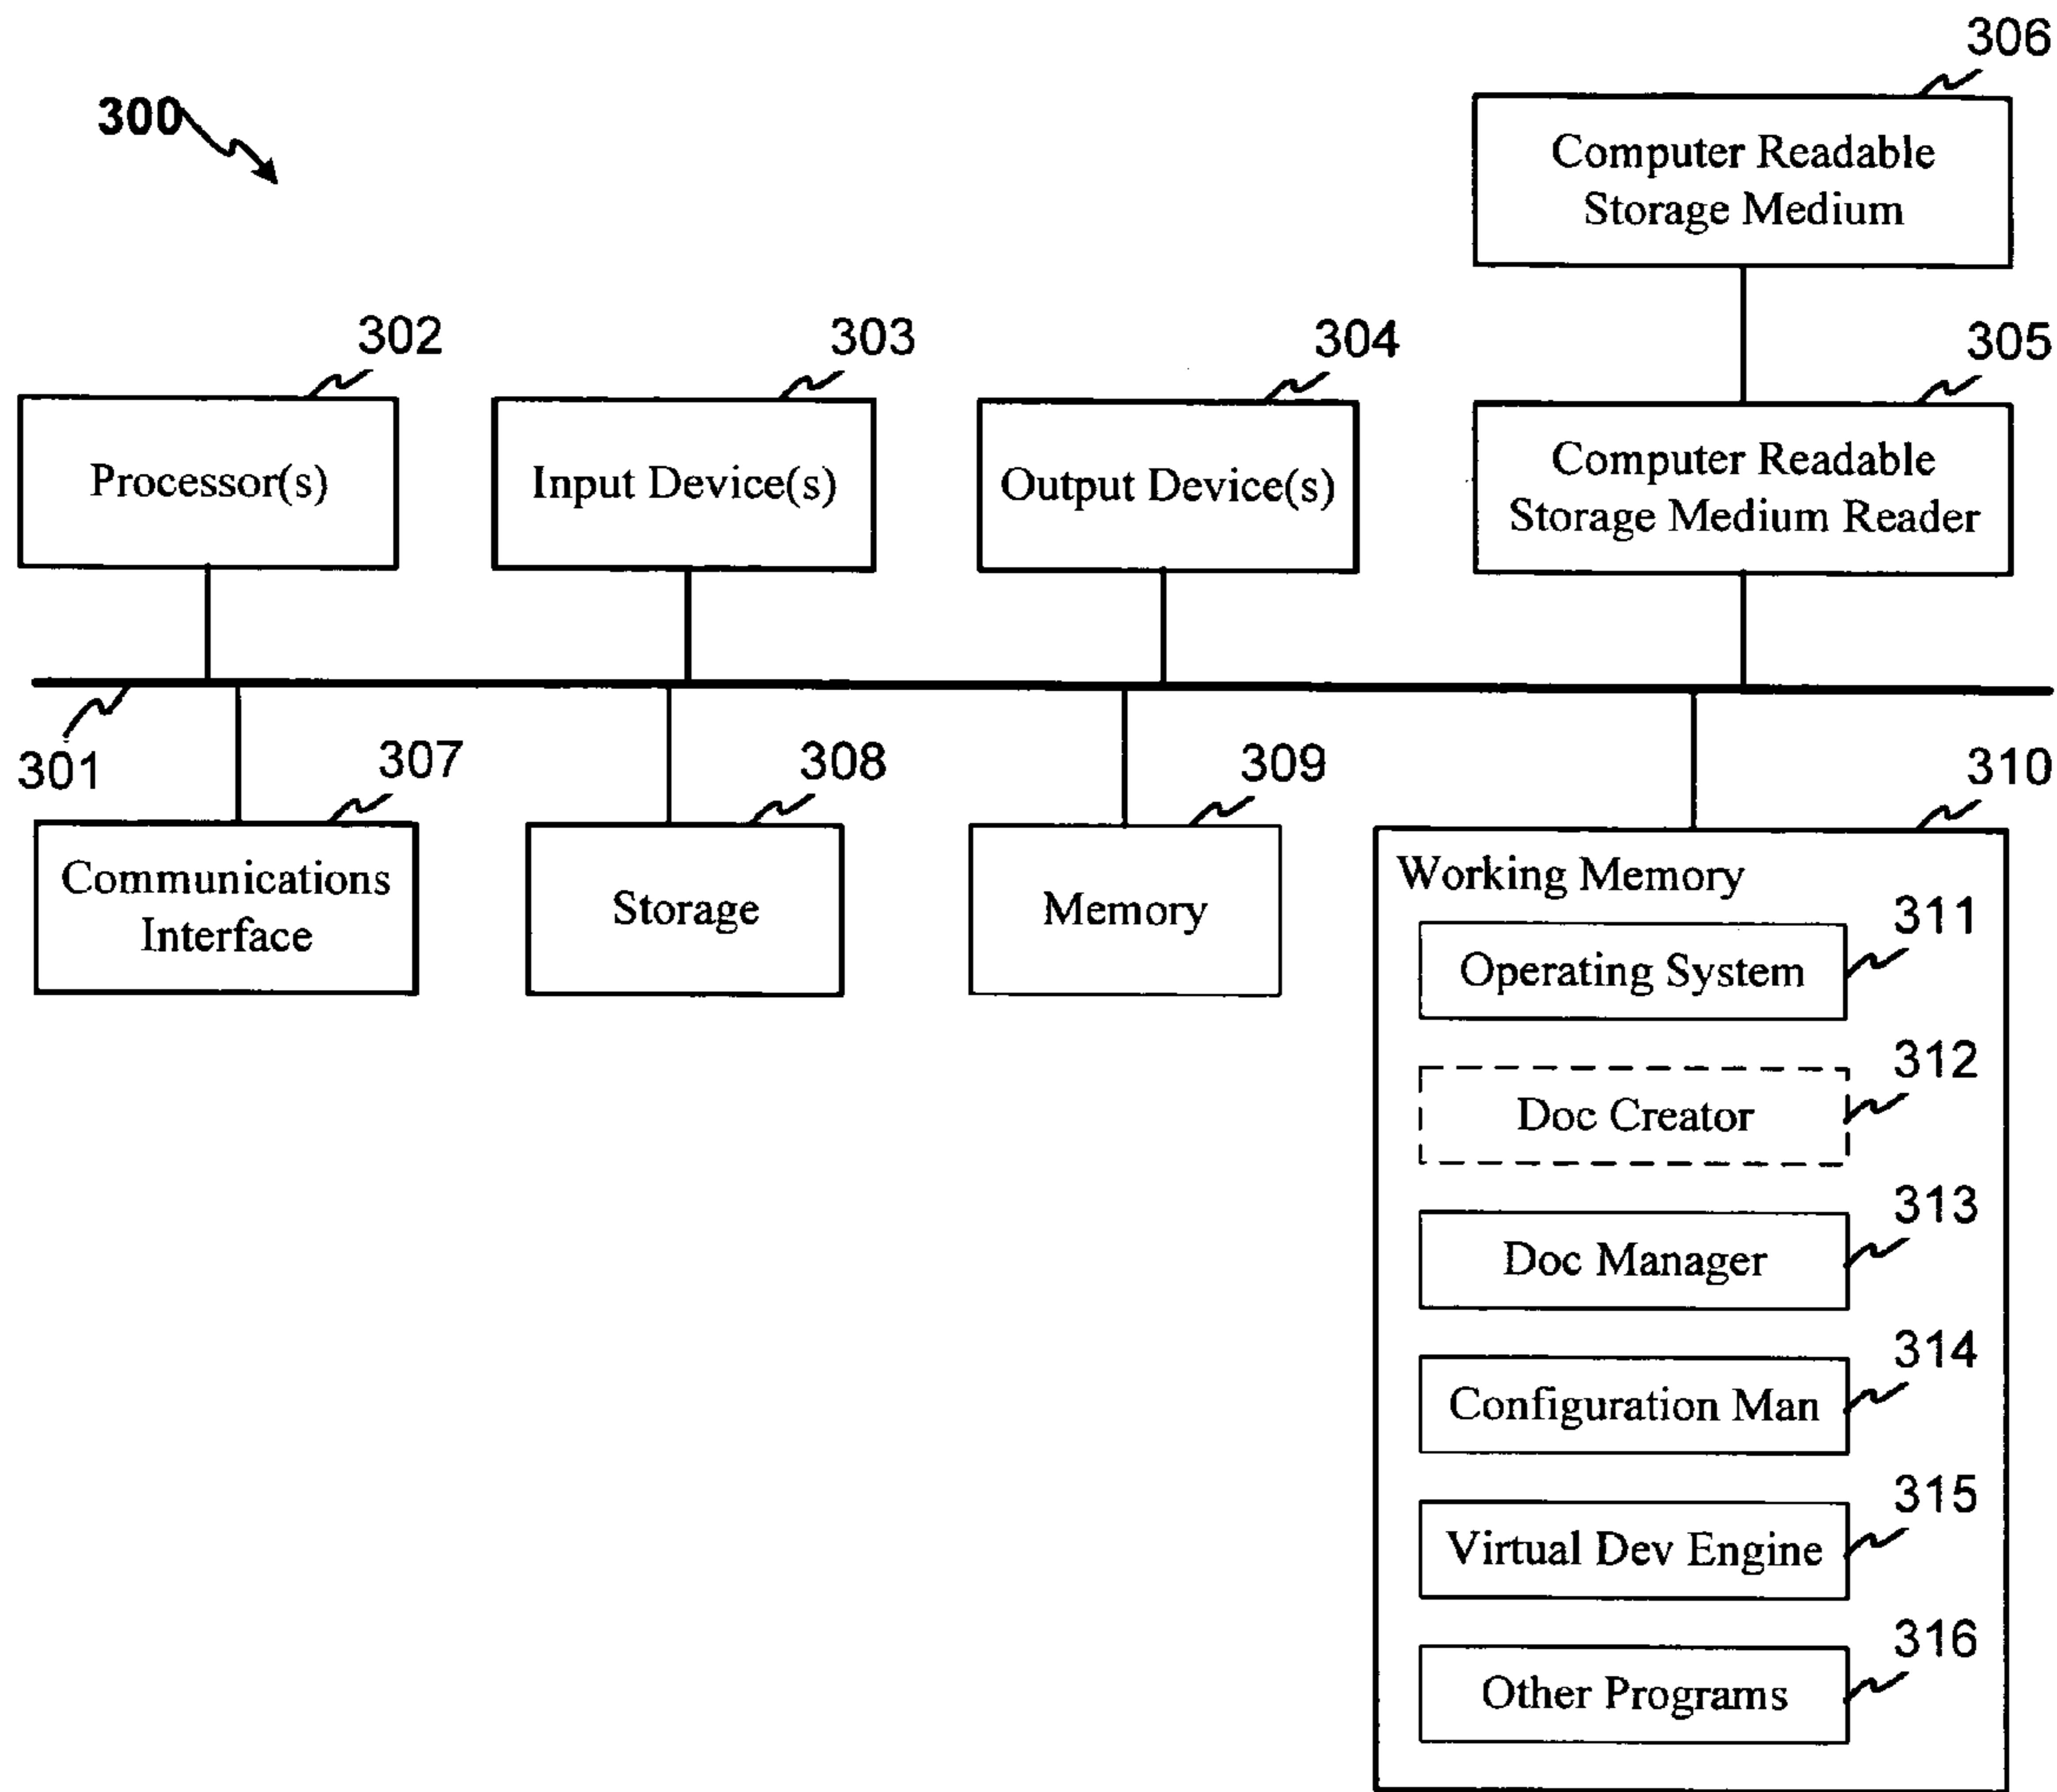 306
300
Computer Readable
Storage Medium
302
303
304
305
Processor(s)
Input Device(s)
Output Device(s)
Computer Readable
Storage Medium Reader
301
307
308
309
310
Communications
Interface
Storage
Memory
Working Memory
311
Operating System
312
Doc Creator
313
Doc Manager
314
Configuration Man
315
Virtual Dev Engine
316
Other Programs